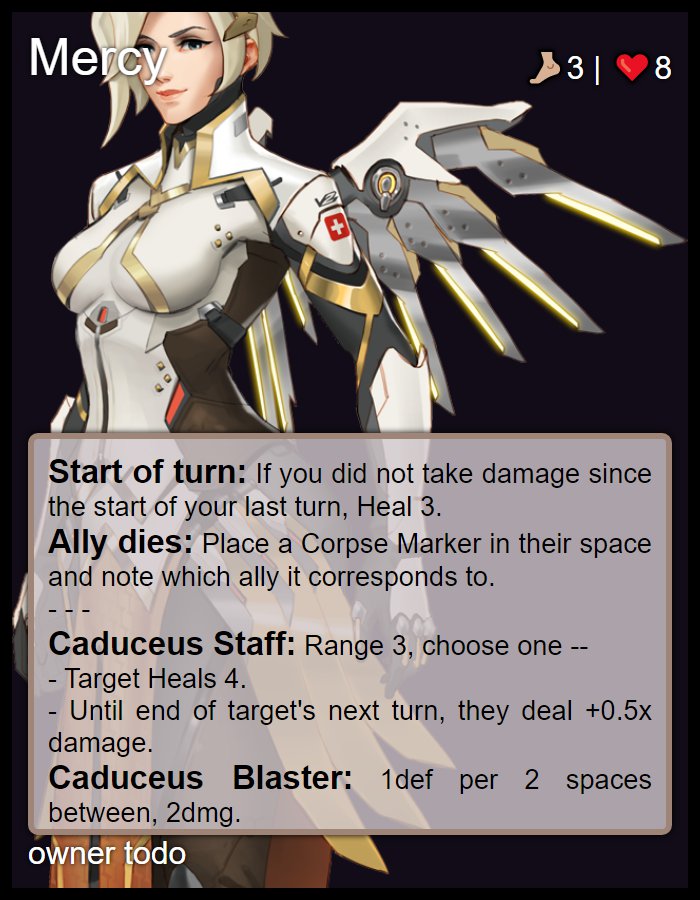 Mercy
🦶3 | ❤️8
Start of turn: If you did not take damage since
the start of your last turn, Heal 3.
Ally dies: Place a Corpse Marker in their space
and note which ally it corresponds to.
- - -
Caduceus Staff: Range 3, choose one --
- Target Heals 4.
- Until end of target's next turn, they deal +0.5x
damage.
Caduceus Blaster: 1def per 2 spaces
between, 2dmg.
owner todo